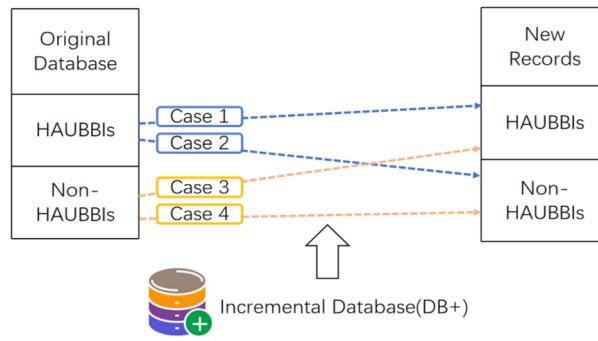 Original
Database
HAUBBIs
Non-
HAUBBIs
Case 1
Case 2
Case 3
Case 4
New
Records
HAUBBIs
Non-
HAUBBIs
Incremental Database(DB+)